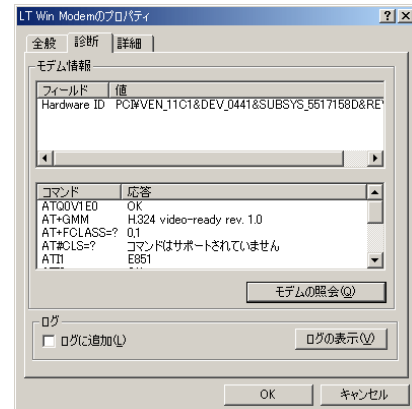 LT Win Modemのプロパティ
全般 診断 詳細
モデム情報
フィールド 値
Hardware ID PCI¥VEN_11C1&DEV_0441&SUBSYS_5517158D&RE
コマンド 応答
ATQ0V1E0 OK
AT+GMM H.324 video-ready rev. 1.0
AT+FCLASS=? 0,1
AT#CLS=? コマンドはサポートされていません
ATI1 E851
モデムの照会(Q)
ログ
ログに追加(L) ログの表示(V)
OK キャンセル